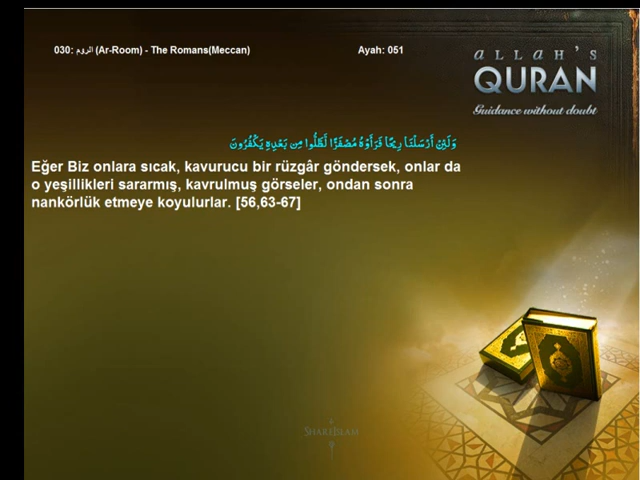 030: الروم (Ar-Room) - The Romans(Meccan) Ayah: 051
ALLAH'S
QURAN
Guidance without doubt
وَلَئِنْ أَرْسَلْنَا رِيحًا فَرَأَوْهُ مُصْفَرًّا لَّظَلُّوا مِن بَعْدِهِ يَكْفُرُونَ
Eğer Biz onlara sıcak, kavurucu bir rüzgâr göndersek, onlar da
o yeşillikleri sararmış, kavrulmuş görseler, ondan sonra
nankörlük etmeye koyulurlar. [56,63-67]
SHAREISLAM